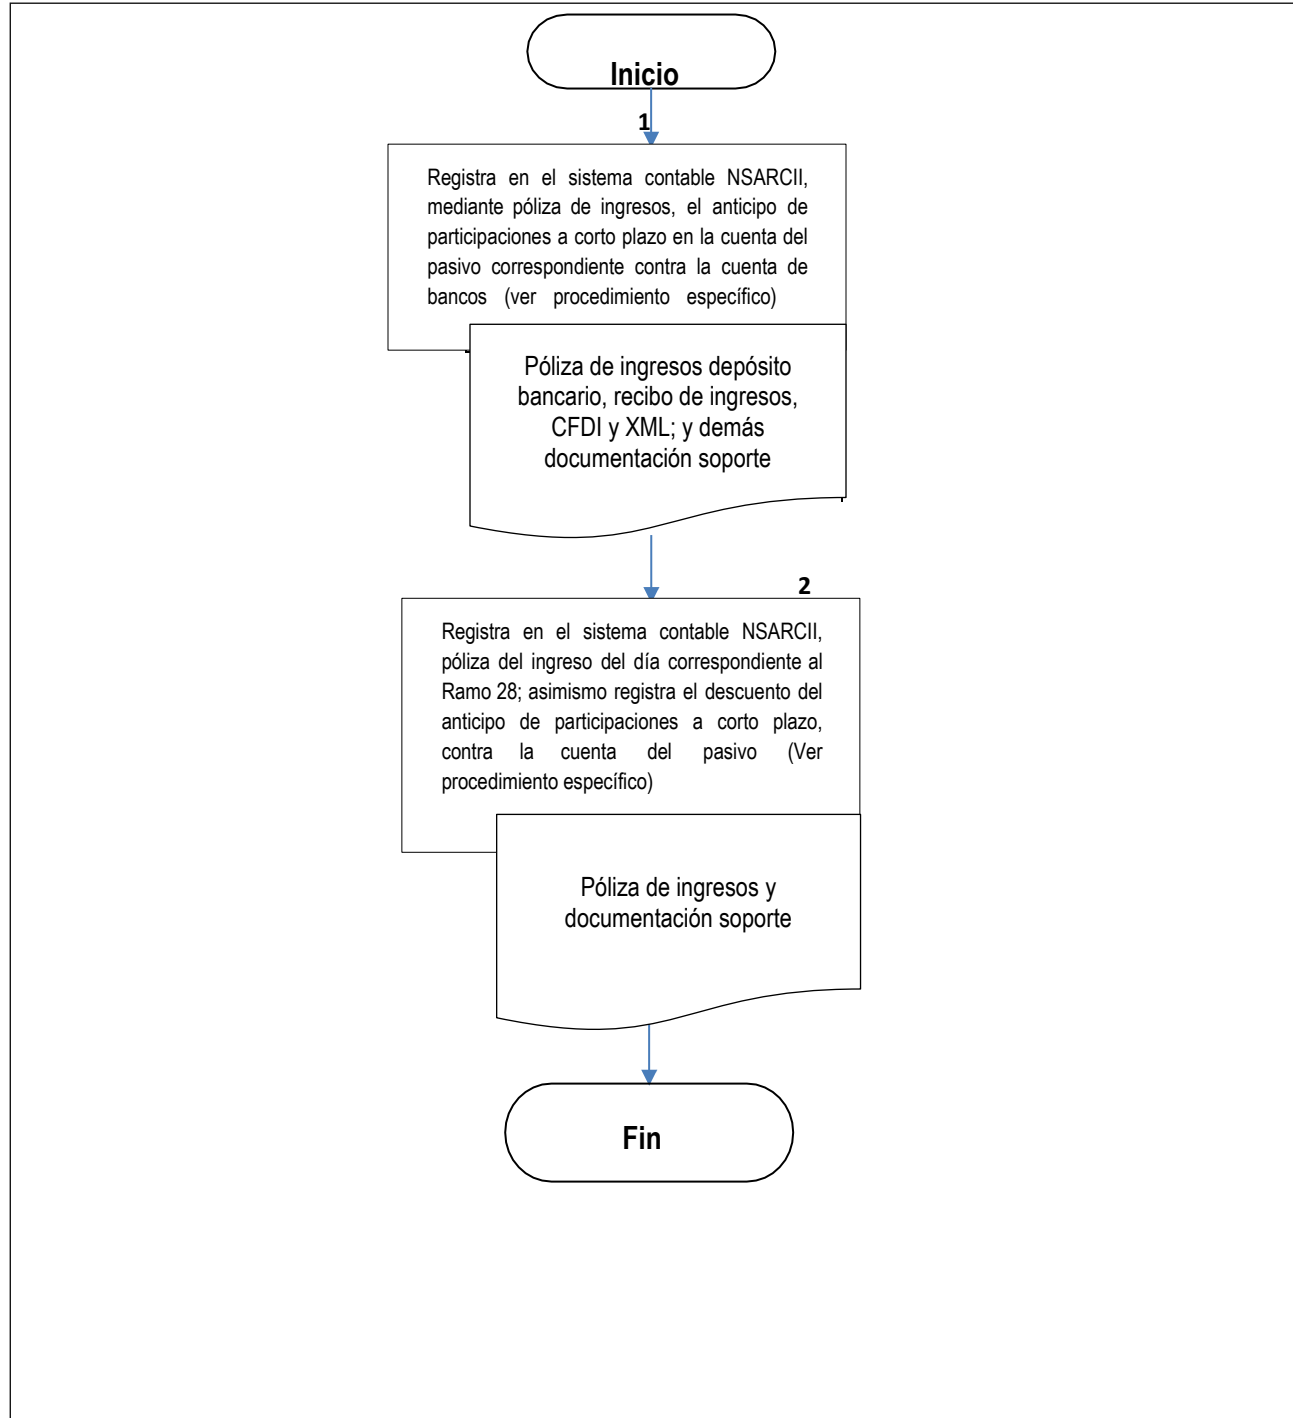 Inicio
1
Registra en el sistema contable NSARCII,
mediante póliza de ingresos, el anticipo de
participaciones a corto plazo en la cuenta del
pasivo correspondiente contra la cuenta de
bancos (ver procedimiento específico)
Póliza de ingresos depósito
bancario, recibo de ingresos,
CFDI y XML; y demás
documentación soporte
2
Registra en el sistema contable NSARCII,
póliza del ingreso del día correspondiente al
Ramo 28; asimismo registra el descuento del
anticipo de participaciones a corto plazo,
contra la cuenta del pasivo (Ver
procedimiento específico)
Póliza de ingresos y
documentación soporte
Fin